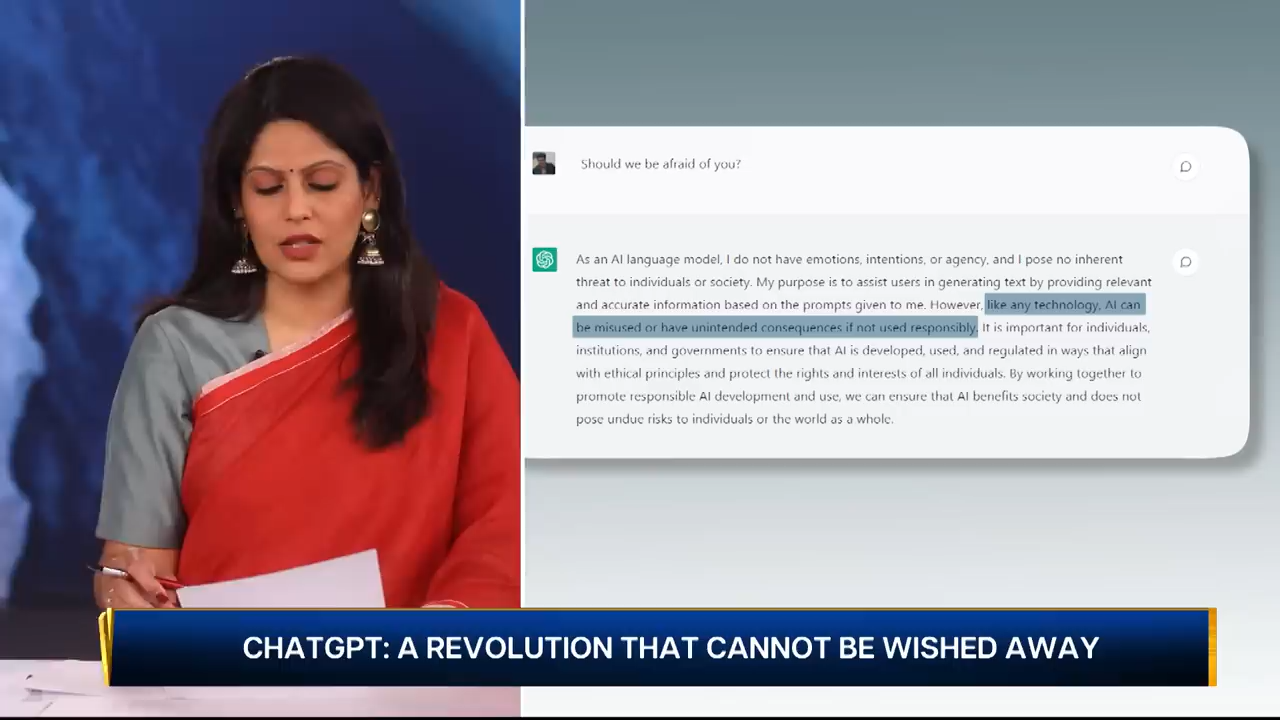 Should we be afraid of you?
As an AI language model, I do not have emotions, intentions, or agency, and I pose no inherent
threat to individuals or society. My purpose is to assist users in generating text by providing relevant
and accurate information based on the prompts given to me. However, like any technology, AI can
be misused or have unintended consequences if not used responsibly. It is important for individuals,
institutions, and governments to ensure that AI is developed, used, and regulated in ways that align
with ethical principles and protect the rights and interests of all individuals. By working together to
promote responsible AI development and use, we can ensure that AI benefits society and does not
pose undue risks to individuals or the world as a whole.
CHATGPT: A REVOLUTION THAT CANNOT BE WISHED AWAY